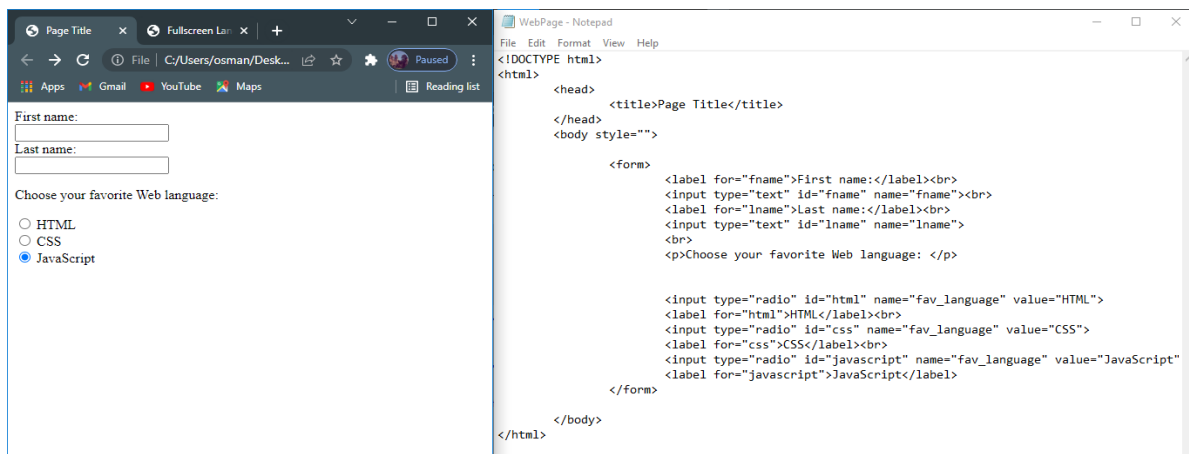 Page Title
Fullscreen Lan
File | C:/Users/osman/Desk...
Paused
Apps Gmail YouTube Maps
Reading list
First name:
Last name:
Choose your favorite Web language:
HTML
CSS
JavaScript
WebPage - Notepad
File Edit Format View Help
<!DOCTYPE html>
<html>
<head>
<title>Page Title</title>
</head>
<body style="">
<form>
<label for="fname">First name:</label><br>
<input type="text" id="fname" name="fname"><br>
<label for="lname">Last name:</label><br>
<input type="text" id="lname" name="lname">
<br>
<p>Choose your favorite Web language: </p>
<input type="radio" id="html" name="fav_language" value="HTML">
<label for="html">HTML</label><br>
<input type="radio" id="css" name="fav_language" value="CSS">
<label for="css">CSS</label><br>
<input type="radio" id="javascript" name="fav_language" value="JavaScript"
<label for="javascript">JavaScript</label>
</form>
</body>
</html>